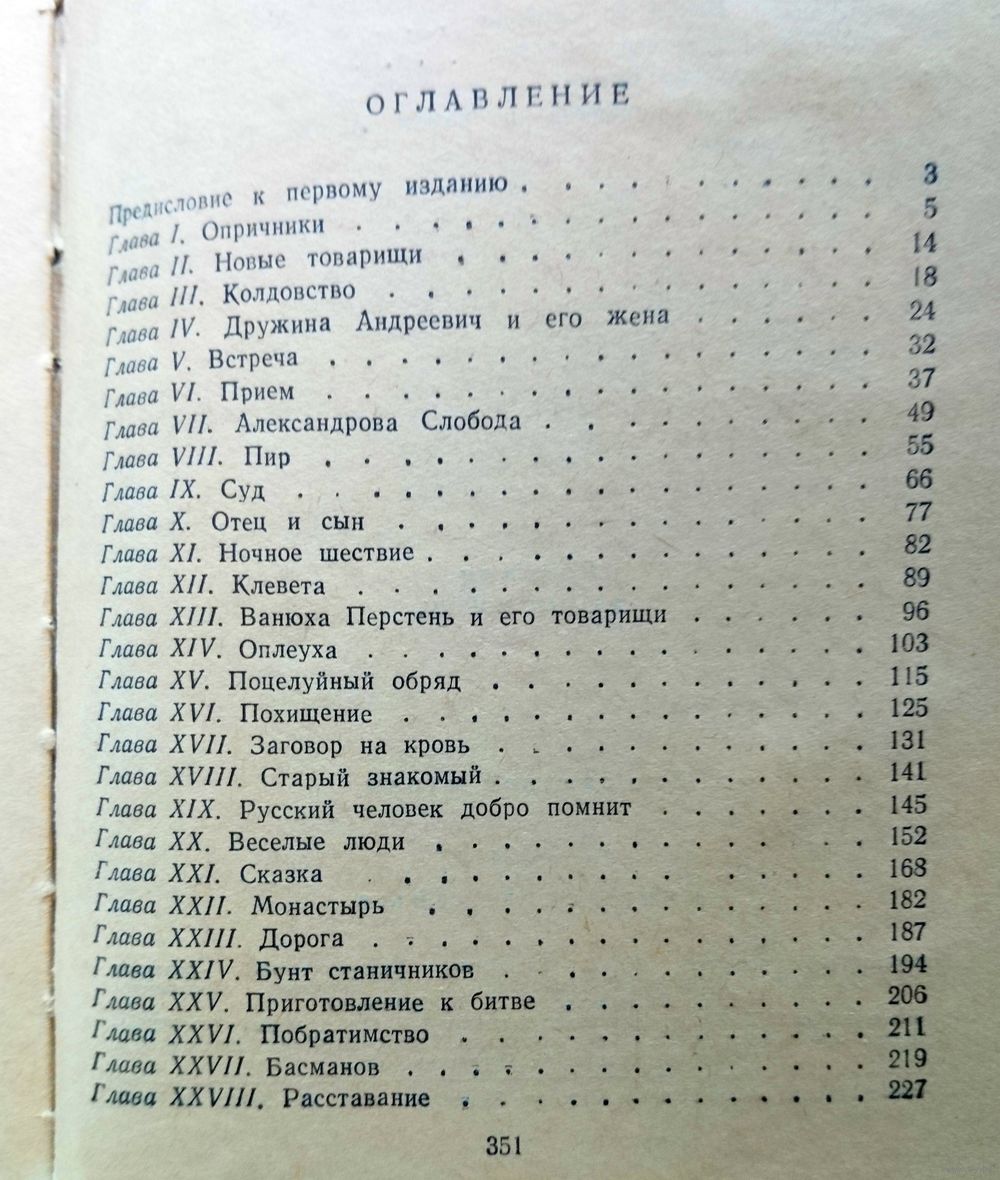 ОГЛАВЛЕНИЕ
Предисловие к первому изданию . . . . . . . . . . 3
Глава I. Опричники . . . . . . . . . . . . . . 5
Глава II. Новые товарищи . . . . . . . . . . . 14
Глава III. Колдовство . . . . . . . . . . . . . 18
Глава IV. Дружина Андреевич и его жена . . . . . . 24
Глава V. Встреча . . . . . . . . . . . . . . . 32
Глава VI. Прием . . . . . . . . . . . . . . . 37
Глава VII. Александрова Слобода . . . . . . . . . 49
Глава VIII. Пир . . . . . . . . . . . . . . . 55
Глава IX. Суд . . . . . . . . . . . . . . . . 66
Глава X. Отец и сын . . . . . . . . . . . . . 77
Глава XI. Ночное шествие . . . . . . . . . . . . 82
Глава XII. Клевета . . . . . . . . . . . . . . 89
Глава XIII. Ванюха Перстень и его товарищи . . . . . 96
Глава XIV. Оплеуха . . . . . . . . . . . . . . 103
Глава XV. Поцелуйный обряд . . . . . . . . . . 115
Глава XVI. Похищение . . . . . . . . . . . . . 125
Глава XVII. Заговор на кровь . . . . . . . . . . 131
Глава XVIII. Старый знакомый . . . . . . . . . . 141
Глава XIX. Русский человек добро помнит . . . . . . 145
Глава XX. Веселые люди . . . . . . . . . . . . 152
Глава XXI. Сказка . . . . . . . . . . . . . . 168
Глава XXII. Монастырь . . . . . . . . . . . . 182
Глава XXIII. Дорога . . . . . . . . . . . . . . 187
Глава XXIV. Бунт станичников . . . . . . . . . . 194
Глава XXV. Приготовление к битве . . . . . . . . . 206
Глава XXVI. Побратимство . . . . . . . . . . . 211
Глава XXVII. Басманов . . . . . . . . . . . . . 219
Глава XXVIII. Расставание . . . . . . . . . . . 227
351